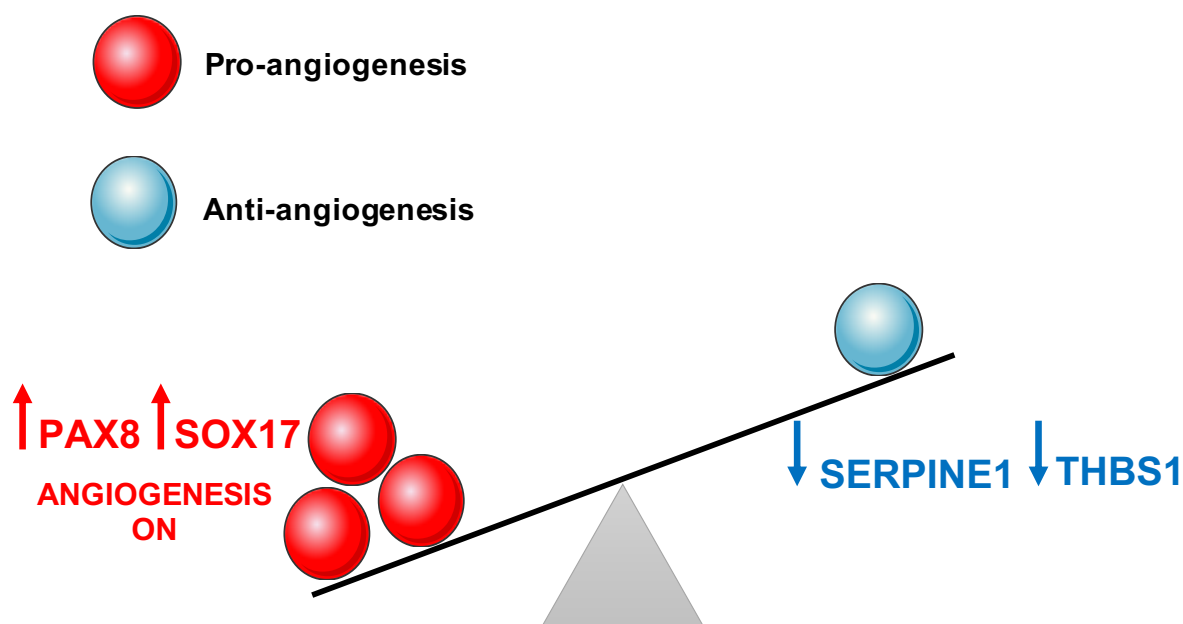 Pro-angiogenesis
Anti-angiogenesis
PAX8 SOX17
ANGIOGENESIS
ON
SERPINE1 THBS1